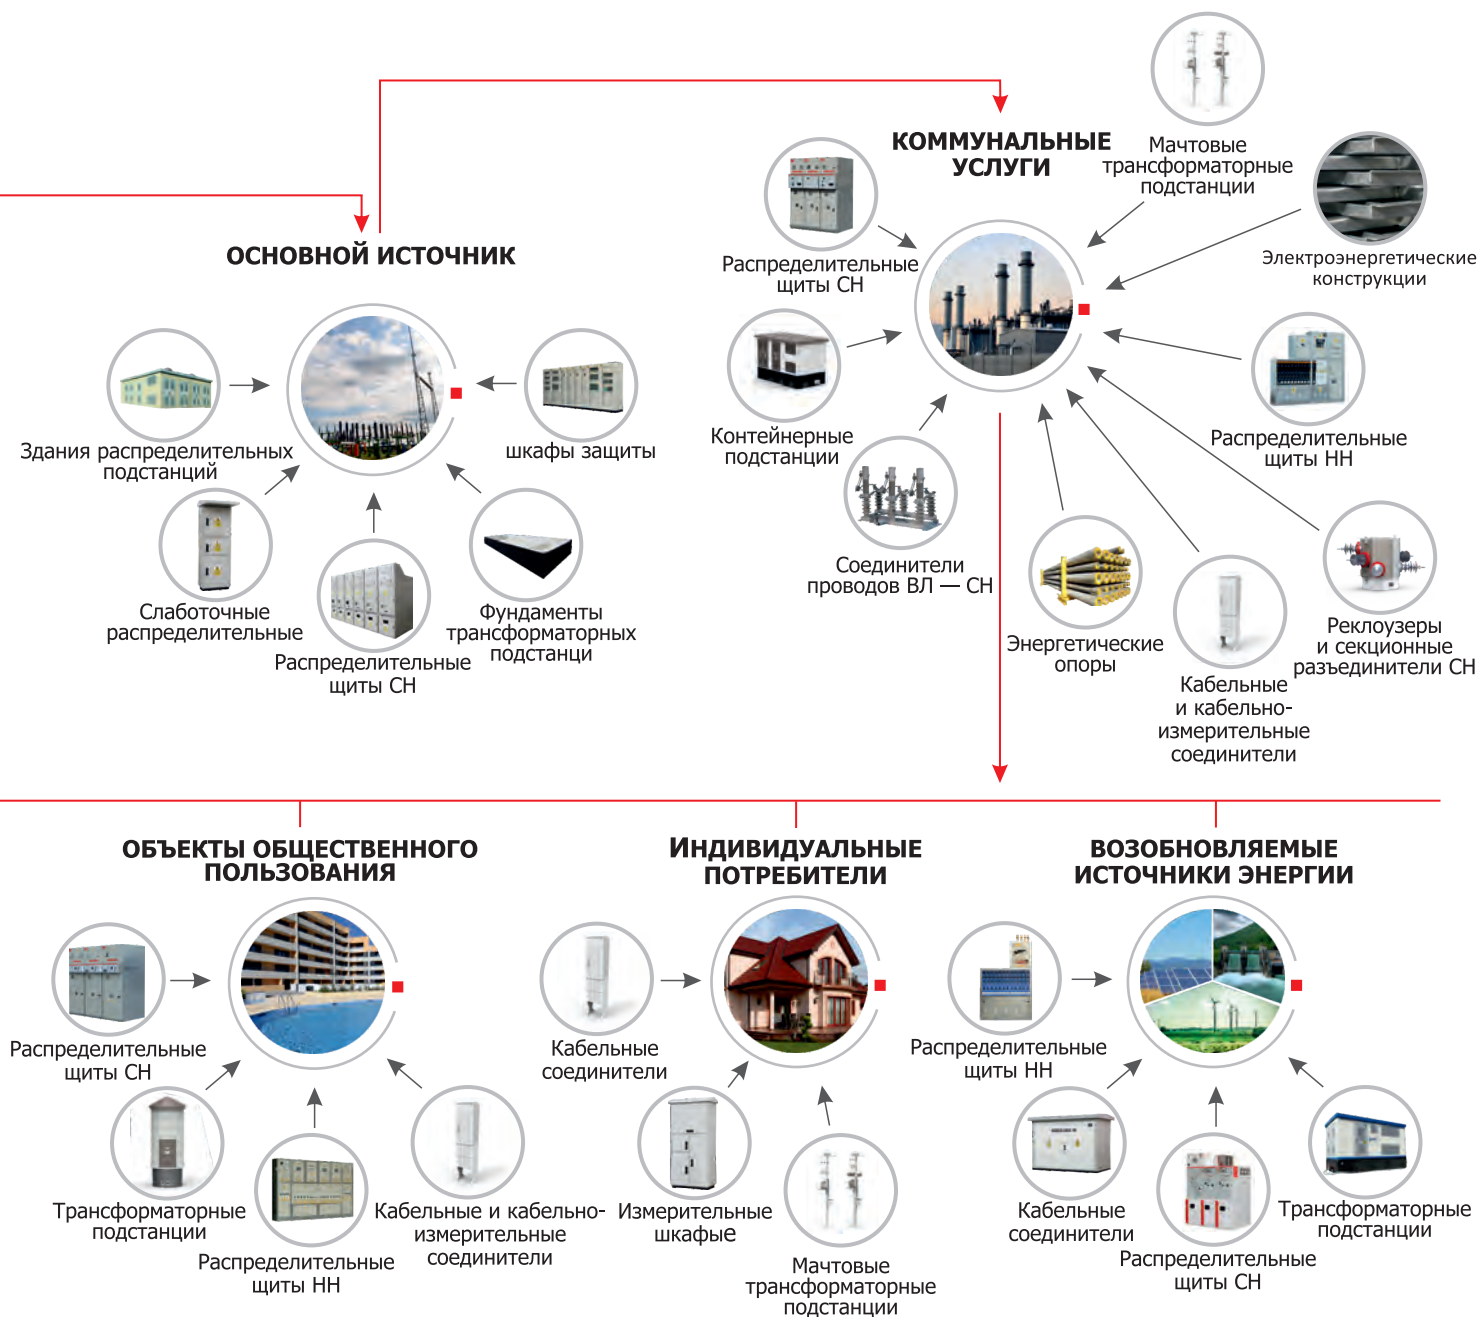 КОММУНАЛЬНЫЕ
УСЛУГИ
Мачтовые
трансформаторные
подстанции
Электроэнергетические
конструкции
Распределительные
щиты СН
Контейнерные
подстанции
Распределительные
щиты НН
Соединители
проводов ВЛ — СН
Энергетические
опоры
Кабельные
и кабельно-
измерительные
соединители
Реклоузеры
и секционные
разъединители СН
ОСНОВНОЙ ИСТОЧНИК
Здания распределительных
подстанций
шкафы защиты
Слаботочные
распределительные
Распределительные
щиты СН
Фундаменты
трансформаторных
подстанци
ОБЪЕКТЫ ОБЩЕСТВЕННОГО
ПОЛЬЗОВАНИЯ
Распределительные
щиты СН
Трансформаторные
подстанции
Распределительные
щиты НН
Кабельные и кабельно-
измерительные
соединители
ИНДИВИДУАЛЬНЫЕ
ПОТРЕБИТЕЛИ
Кабельные
соединители
Измерительные
шкафые
Мачтовые
трансформаторные
подстанции
ВОЗОБНОВЛЯЕМЫЕ
ИСТОЧНИКИ ЭНЕРГИИ
Распределительные
щиты НН
Кабельные
соединители
Распределительные
щиты СН
Трансформаторные
подстанции